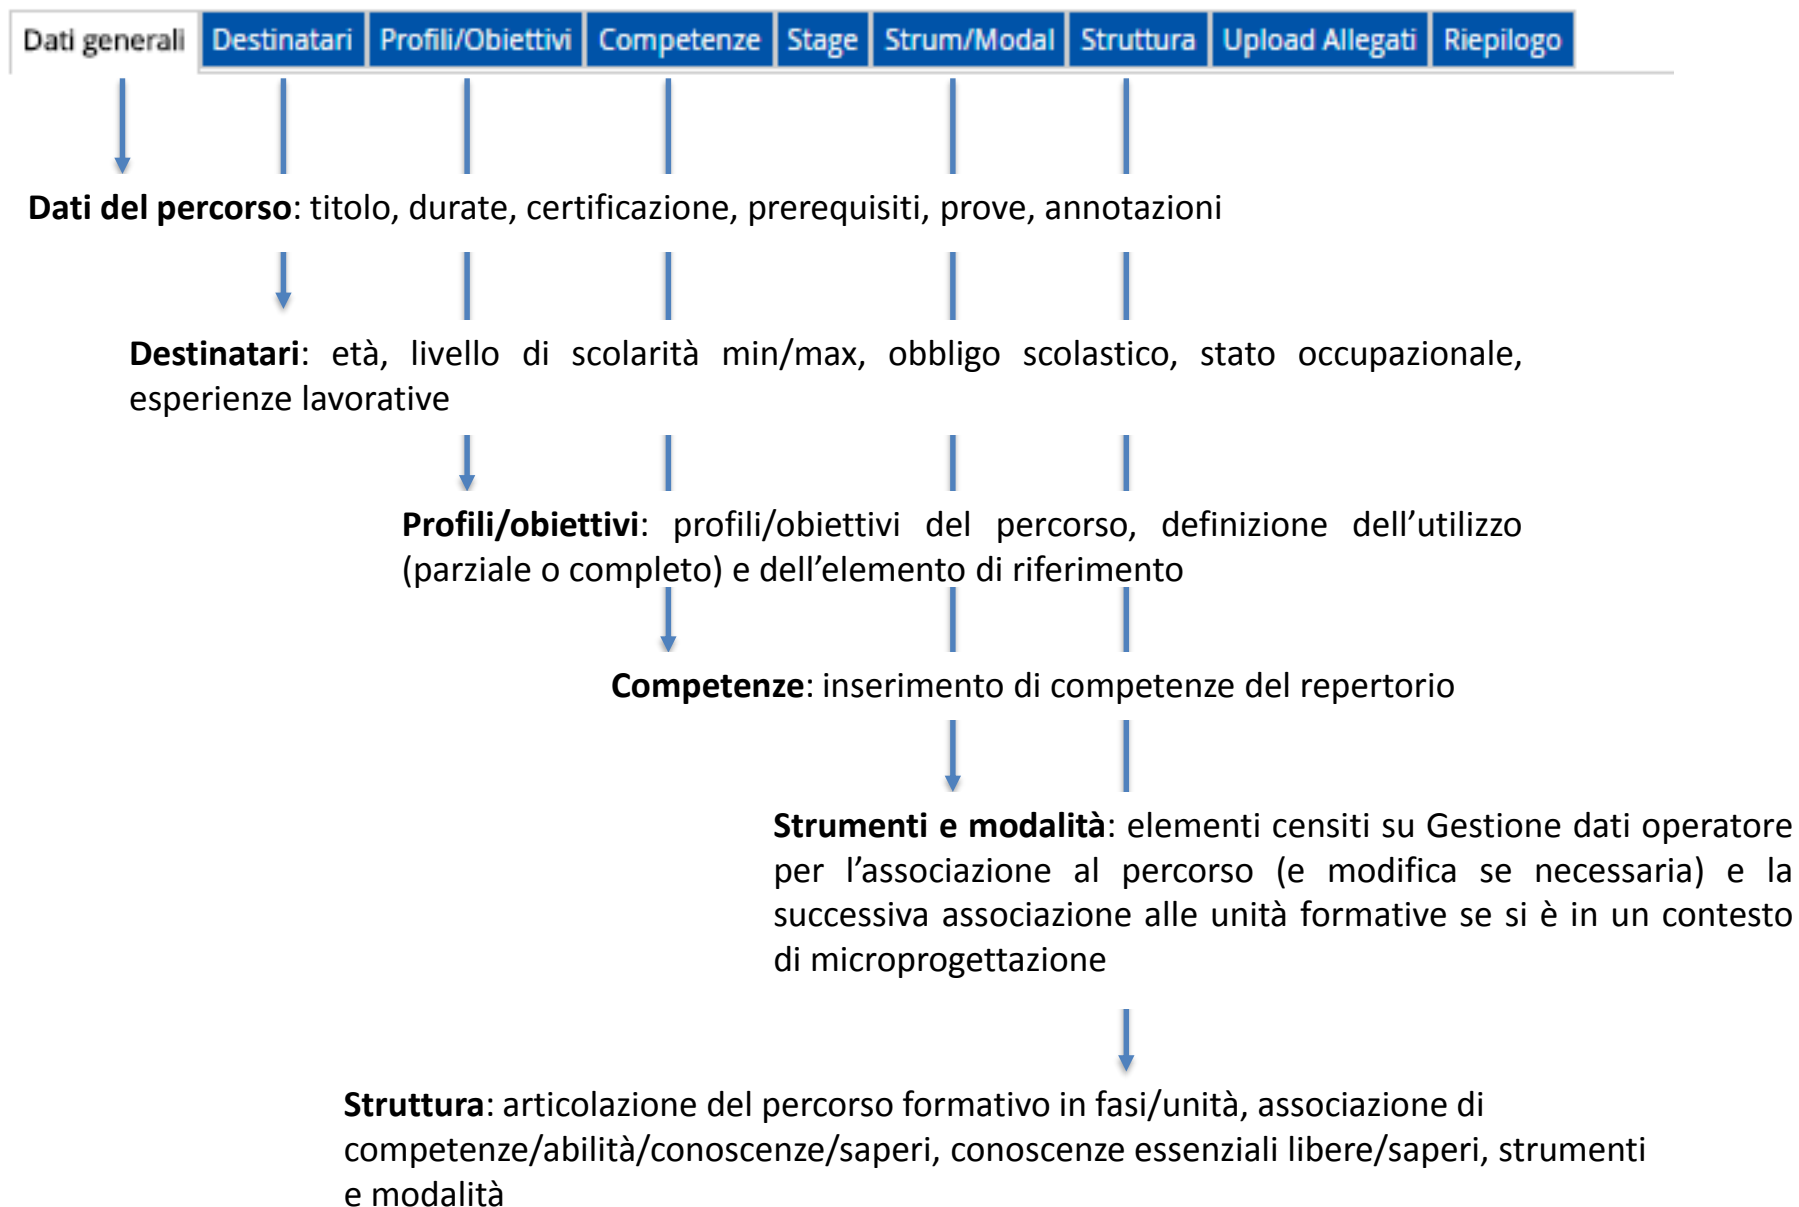 Dati generali Destinatari Profili/Obiettivi Competenze Stage Strum/Modal Struttura Upload Allegati Riepilogo
Dati del percorso: titolo, durate, certificazione, prerequisiti, prove, annotazioni
Destinatari: età, livello di scolarità min/max, obbligo scolastico, stato occupazionale,
esperienze lavorative
Profili/obiettivi: profili/obiettivi del percorso, definizione dell’utilizzo
(parziale o completo) e dell’elemento di riferimento
Competenze: inserimento di competenze del repertorio
Strumenti e modalità: elementi censiti su Gestione dati operatore
per l’associazione al percorso (e modifica se necessaria) e la
successiva associazione alle unità formative se si è in un contesto
di microprogettazione
Struttura: articolazione del percorso formativo in fasi/unità, associazione di
competenze/abilità/conoscenze/saperi, conoscenze essenziali libere/saperi, strumenti
e modalità